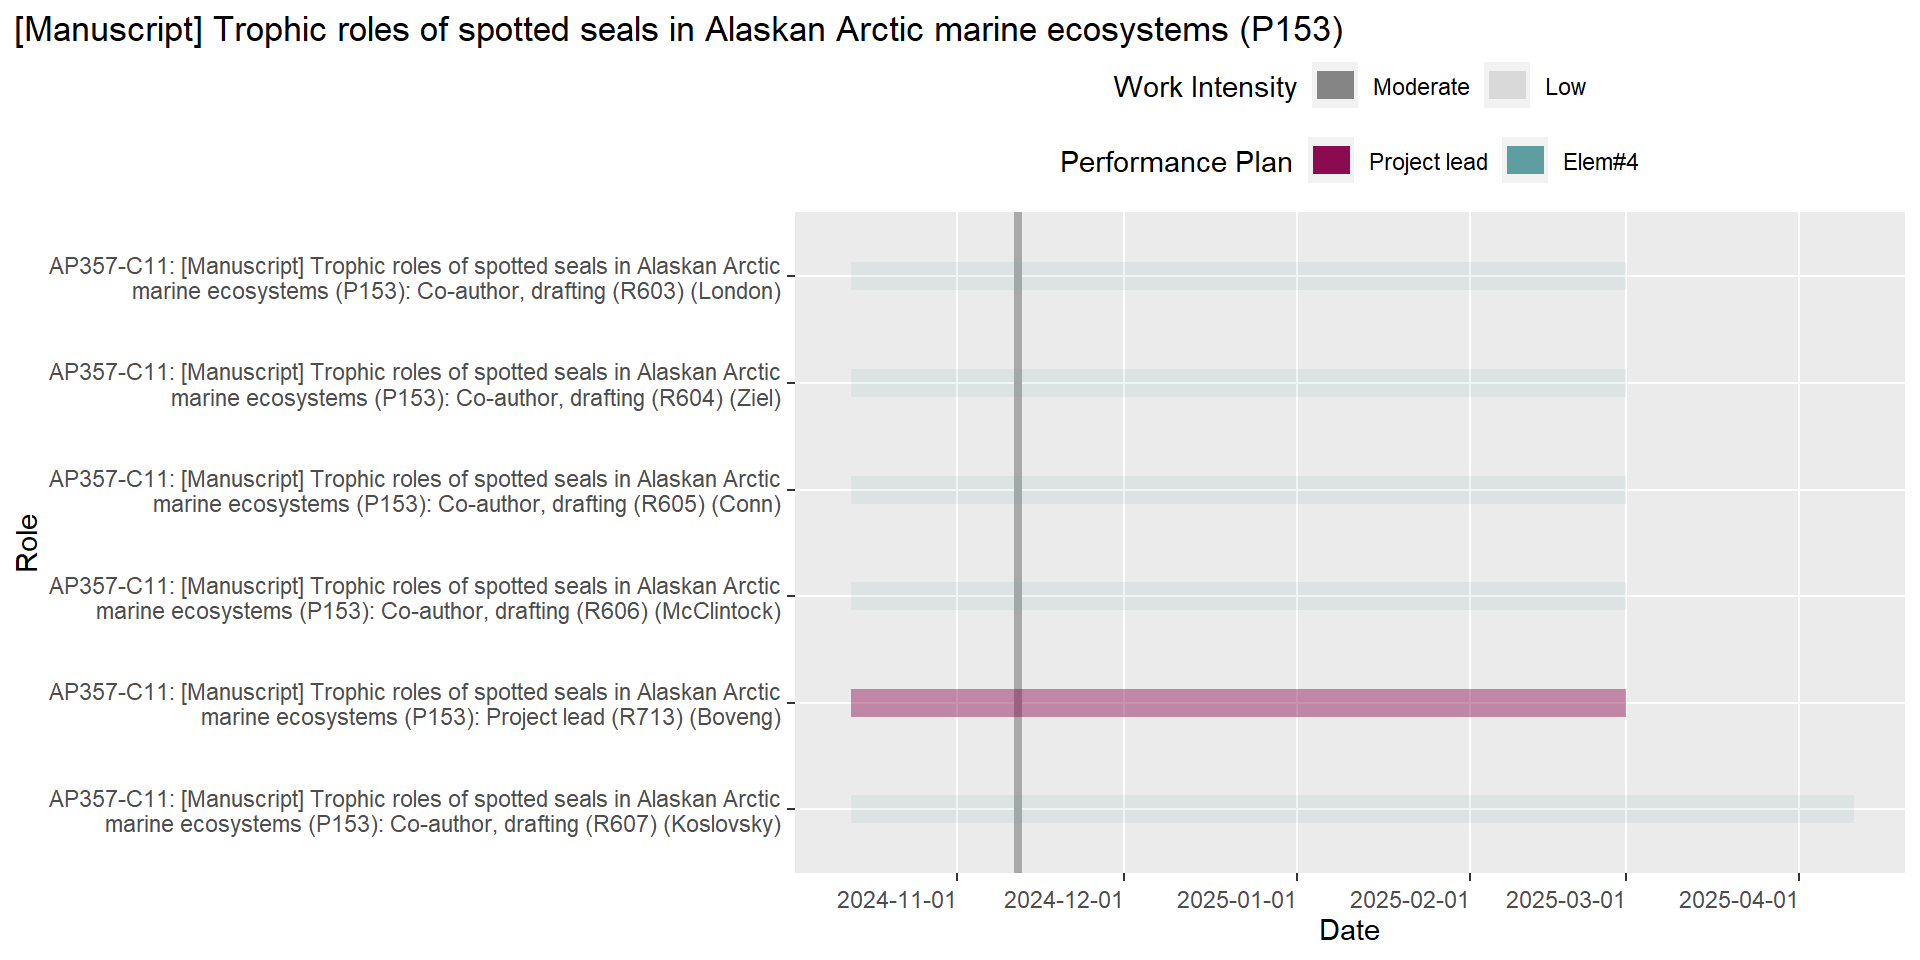 [Manuscript] Trophic roles of spotted seals in Alaskan Arctic marine ecosystems (P153)
Work Intensity Moderate Low
Performance Plan Project lead Elem#4
AP357-C11: [Manuscript] Trophic roles of spotted seals in Alaskan Arctic
marine ecosystems (P153): Co-author, drafting (R603) (London)
AP357-C11: [Manuscript] Trophic roles of spotted seals in Alaskan Arctic
marine ecosystems (P153): Co-author, drafting (R604) (Ziel)
AP357-C11: [Manuscript] Trophic roles of spotted seals in Alaskan Arctic
marine ecosystems (P153): Co-author, drafting (R605) (Conn)
AP357-C11: [Manuscript] Trophic roles of spotted seals in Alaskan Arctic
marine ecosystems (P153): Co-author, drafting (R606) (McClintock)
AP357-C11: [Manuscript] Trophic roles of spotted seals in Alaskan Arctic
marine ecosystems (P153): Project lead (R713) (Boveng)
AP357-C11: [Manuscript] Trophic roles of spotted seals in Alaskan Arctic
marine ecosystems (P153): Co-author, drafting (R607) (Koslovsky)
Role
2024-11-01 2024-12-01 2025-01-01 2025-02-01 2025-03-01 2025-04-01
Date